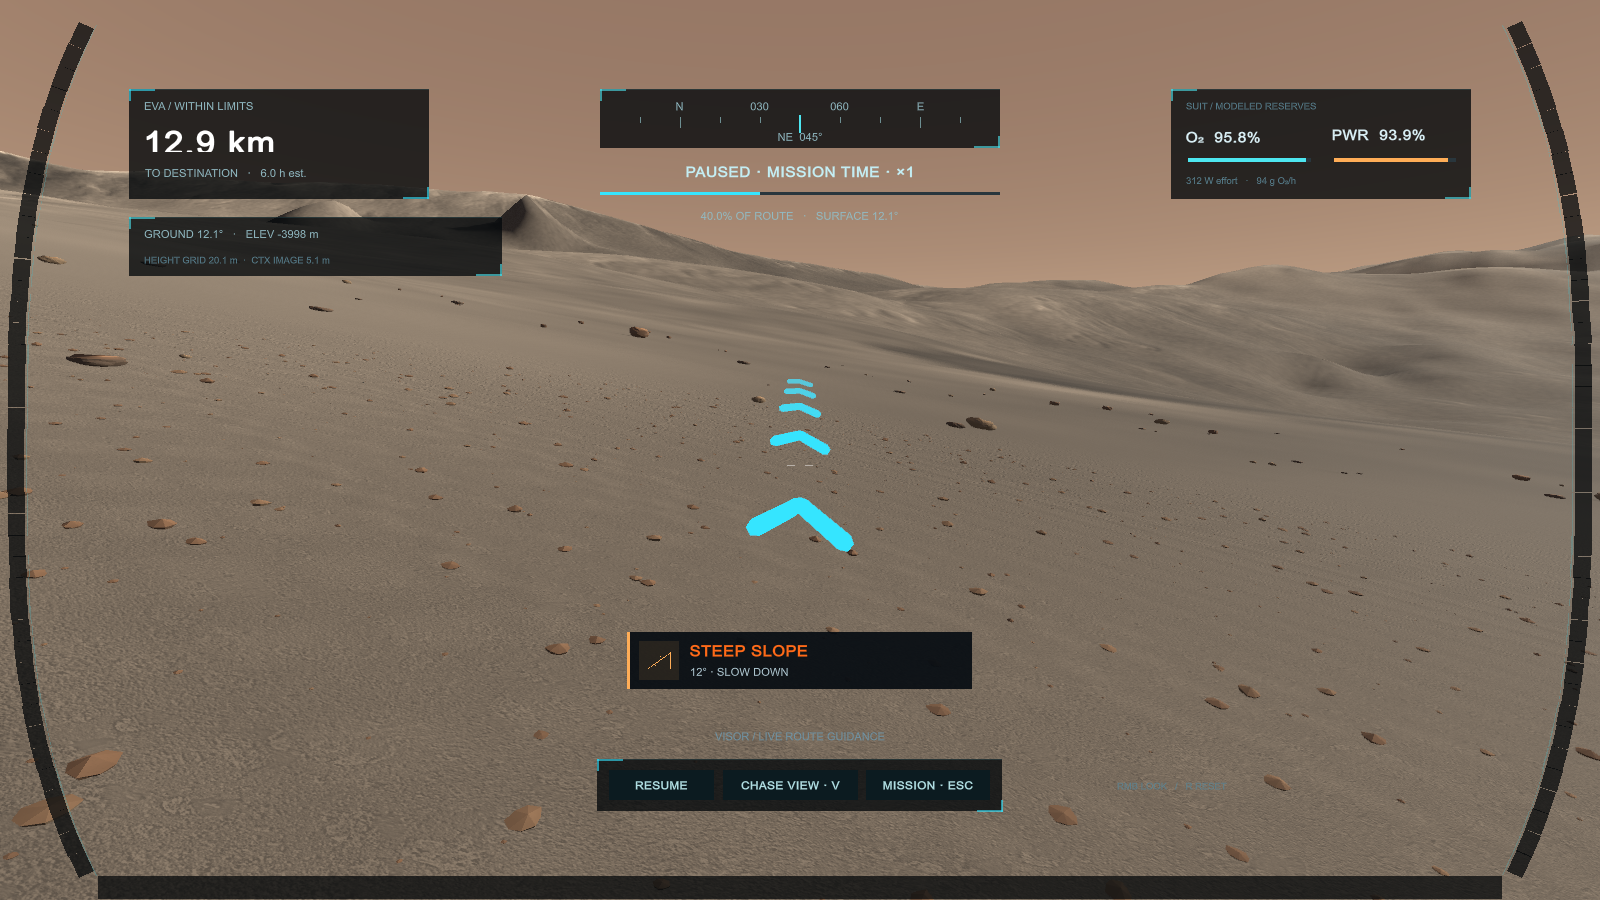 EVA / WITHIN LIMITS
12.9 km
TO DESTINATION · 6.0 h est.
GROUND 12.1° · ELEV -3998 m
HEIGHT GRID 20.1 m · CTX IMAGE 5.1 m
N 030 060 E
NE 045°
PAUSED · MISSION TIME · ×1
40.0% OF ROUTE · SURFACE 12.1°
SUIT / MODELED RESERVES
O₂ 95.8% PWR 93.9%
312 W effort · 94 g O₂/h
STEEP SLOPE
12° · SLOW DOWN
VISOR / LIVE ROUTE GUIDANCE
RESUME CHASE VIEW · V MISSION · ESC